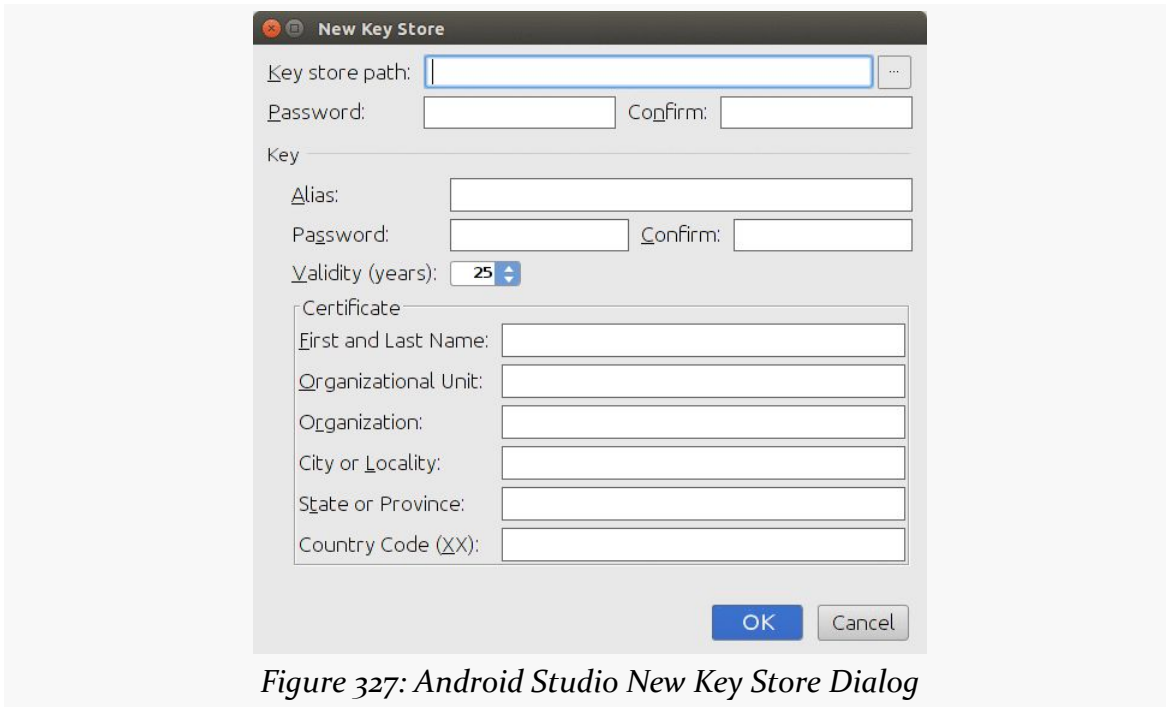 New Key Store
Key store path: ...
Password: Confirm:
Key
Alias:
Password: Confirm:
Validity (years): 25
Certificate
First and Last Name:
Organizational Unit:
Organization:
City or Locality:
State or Province:
Country Code (XX):
OK Cancel
Figure 327: Android Studio New Key Store Dialog